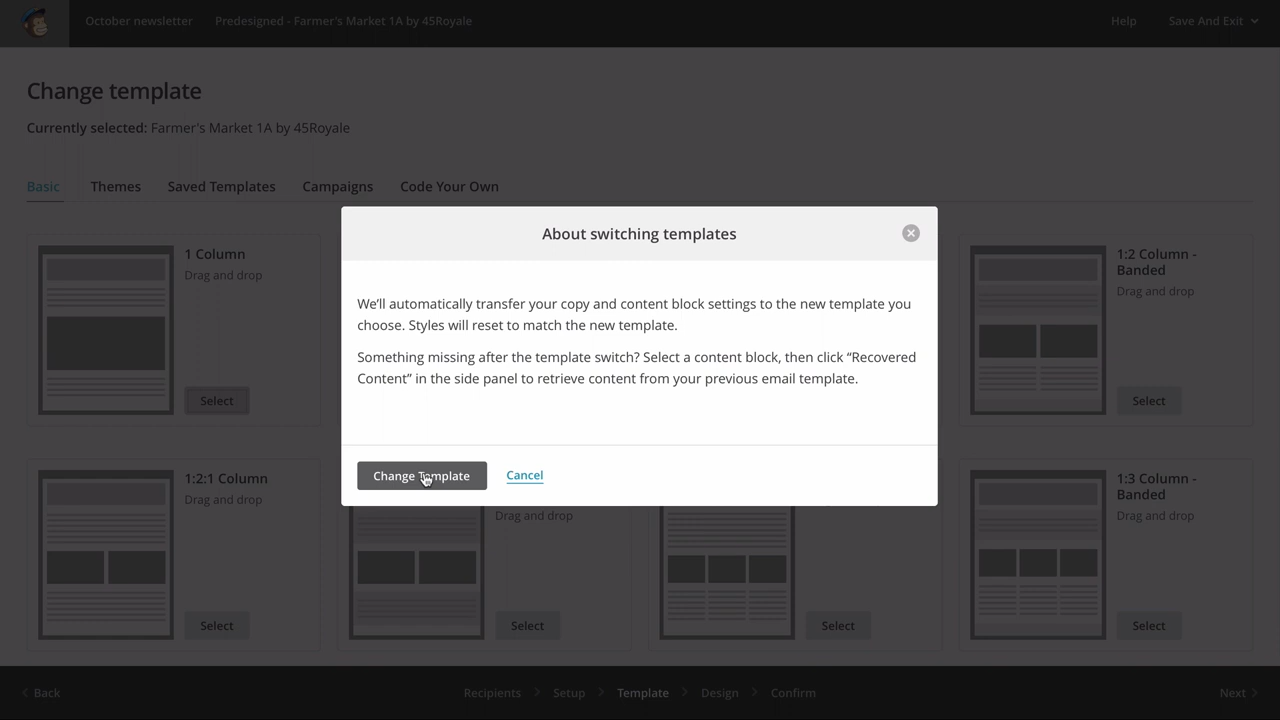 October newsletter
Predesigned - Farmer's Market 1A by 45Royale
Help
Save And Exit
Change template
Currently selected: Farmer's Market 1A by 45Royale
Basic
Themes
Saved Templates
Campaigns
Code Your Own
About switching templates
We'll automatically transfer your copy and content block settings to the new template you
choose. Styles will reset to match the new template.
Something missing after the template switch? Select a content block, then click “Recovered
Content” in the side panel to retrieve content from your previous email template.
Change Template
Cancel
1 Column
Drag and drop
Select
1:2 Column -
Banded
Drag and drop
Select
1:2:1 Column
Drag and drop
Select
Drag and drop
Select
Select
1:3 Column -
Banded
Drag and drop
Select
Back
Recipients
Setup
Template
Design
Confirm
Next